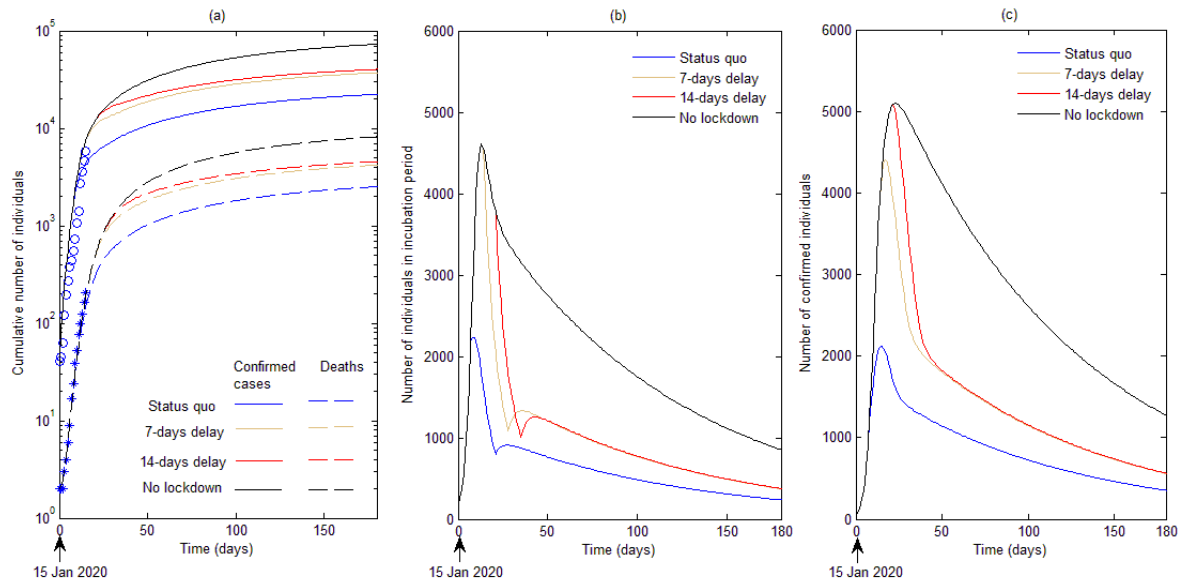 (a)
10^5
10^4
10^3
10^2
10^1
10^0
Cumulative number of individuals
Confirmed cases
Deaths
Status quo
7-days delay
14-days delay
No lockdown
0
50
100
150
Time (days)
15 Jan 2020
(b)
6000
5000
4000
3000
2000
1000
0
Number of individuals in incubation period
Status quo
7-days delay
14-days delay
No lockdown
0
50
100
180
Time (days)
15 Jan 2020
(c)
6000
5000
4000
3000
2000
1000
0
Number of confirmed individuals
Status quo
7-days delay
14-days delay
No lockdown
0
50
100
180
Time (days)
15 Jan 2020